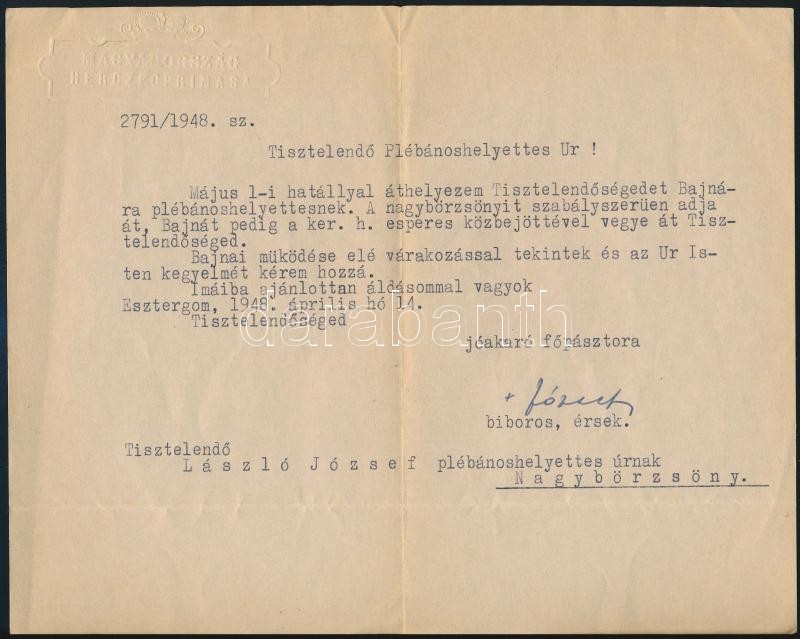 MAGYARORSZÁG
HERCZEGPRIMÁSA
2791/1948. sz.
Tisztelendő Plébánoshelyettes Ur !
Május 1-i hatállyal áthelyezem Tisztelendőségedet Bajná-
ra plébánoshelyettesnek. A nagybörzsönyit szabályszerüen adja
át, Bajnát pedig a ker. h. esperes közbejöttével vegye át Tisz-
telendőséged.
Bajnai müködése elé várakozással tekintek és az Ur Is-
ten kegyelmét kérem hozzá.
Imáiba ajánlottan áldásommal vagyok
Esztergom, 1948. április hó 14.
Tisztelendőséged
jóakaró főpásztora
+ József
biboros, érsek.
Tisztelendő
László József plébánoshelyettes úrnak
Nagybörzsöny.
darabanth